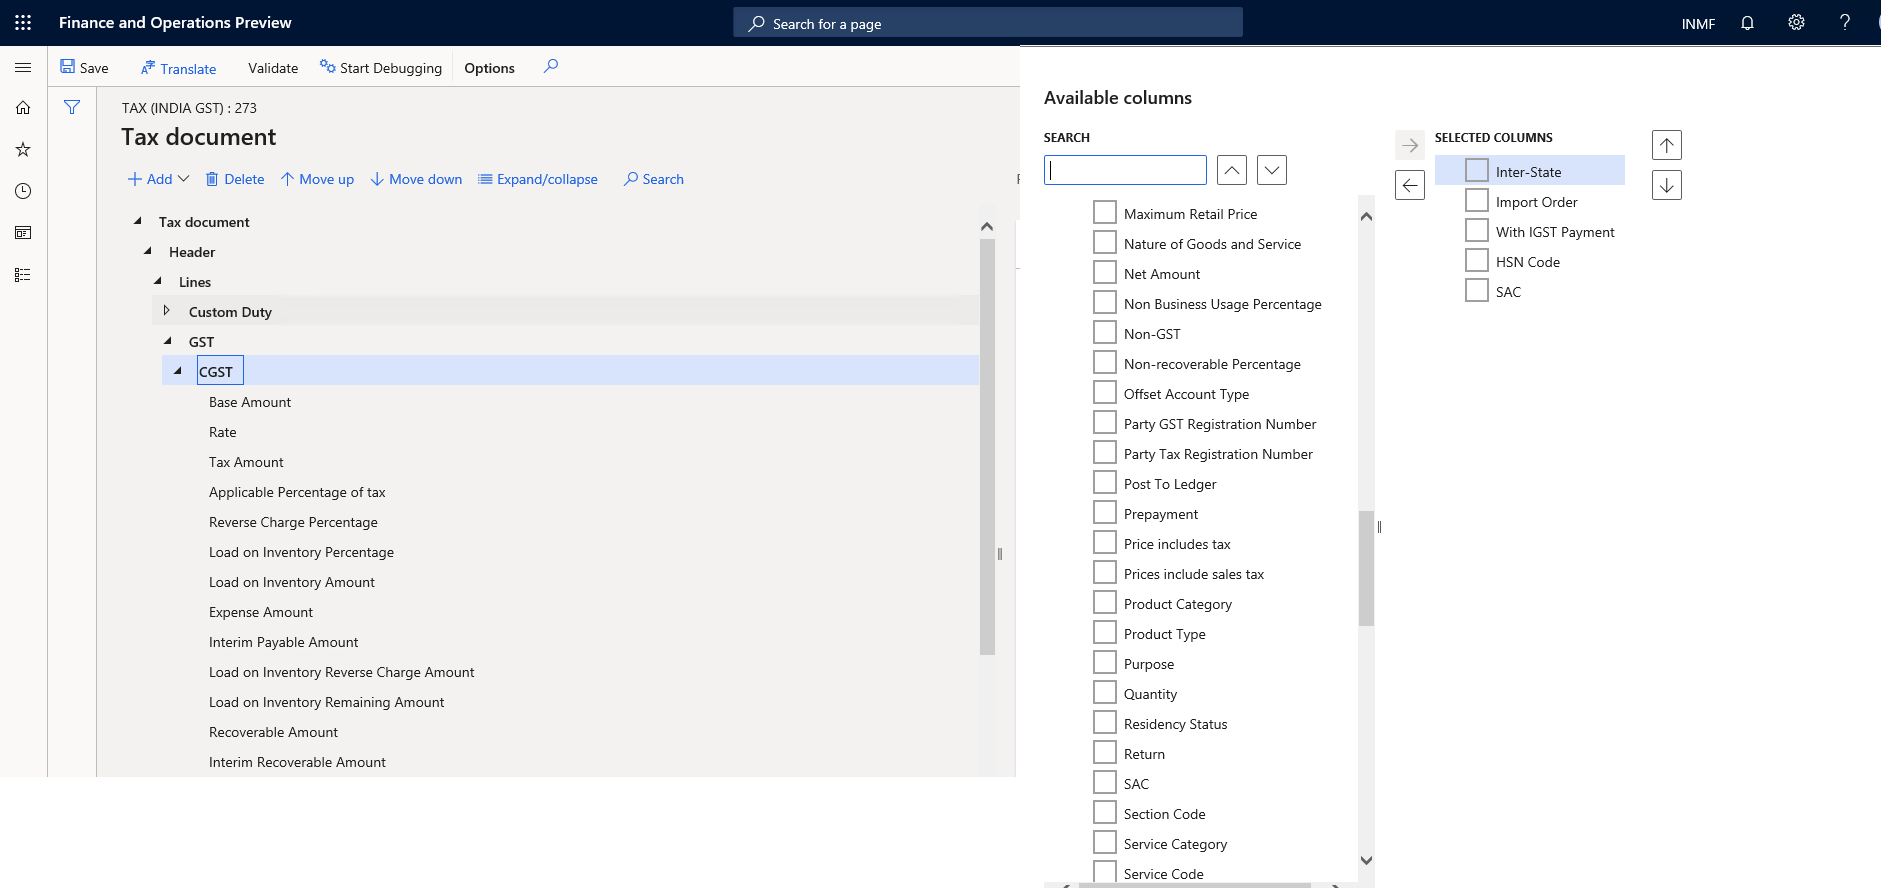 Finance and Operations Preview
Search for a page
INMF
?
Save
Translate
Validate
Start Debugging
Options
TAX (INDIA GST) : 273
Tax document
Add
Delete
Move up
Move down
Expand/collapse
Search
Tax document
Header
Lines
Custom Duty
GST
CGST
Base Amount
Rate
Tax Amount
Applicable Percentage of tax
Reverse Charge Percentage
Load on Inventory Percentage
Load on Inventory Amount
Expense Amount
Interim Payable Amount
Load on Inventory Reverse Charge Amount
Load on Inventory Remaining Amount
Recoverable Amount
Interim Recoverable Amount
Available columns
SEARCH
Maximum Retail Price
Nature of Goods and Service
Net Amount
Non Business Usage Percentage
Non-GST
Non-recoverable Percentage
Offset Account Type
Party GST Registration Number
Party Tax Registration Number
Post To Ledger
Prepayment
Price includes tax
Prices include sales tax
Product Category
Product Type
Purpose
Quantity
Residency Status
Return
SAC
Section Code
Service Category
Service Code
SELECTED COLUMNS
Inter-State
Import Order
With IGST Payment
HSN Code
SAC